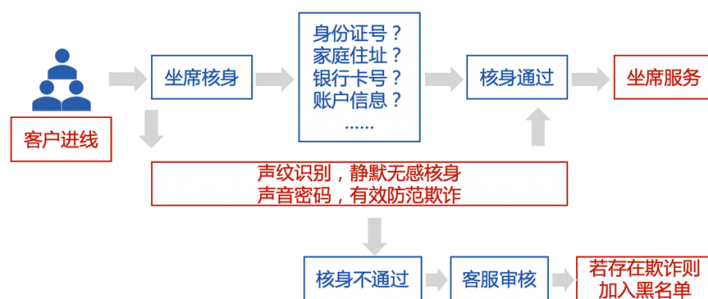 客户进线
坐席核身
身份证号？
家庭住址？
银行卡号？
账户信息？
......
核身通过
坐席服务
声纹识别，静默无感核身
声音密码，有效防范欺诈
核身不通过
客服审核
若存在欺诈则
加入黑名单